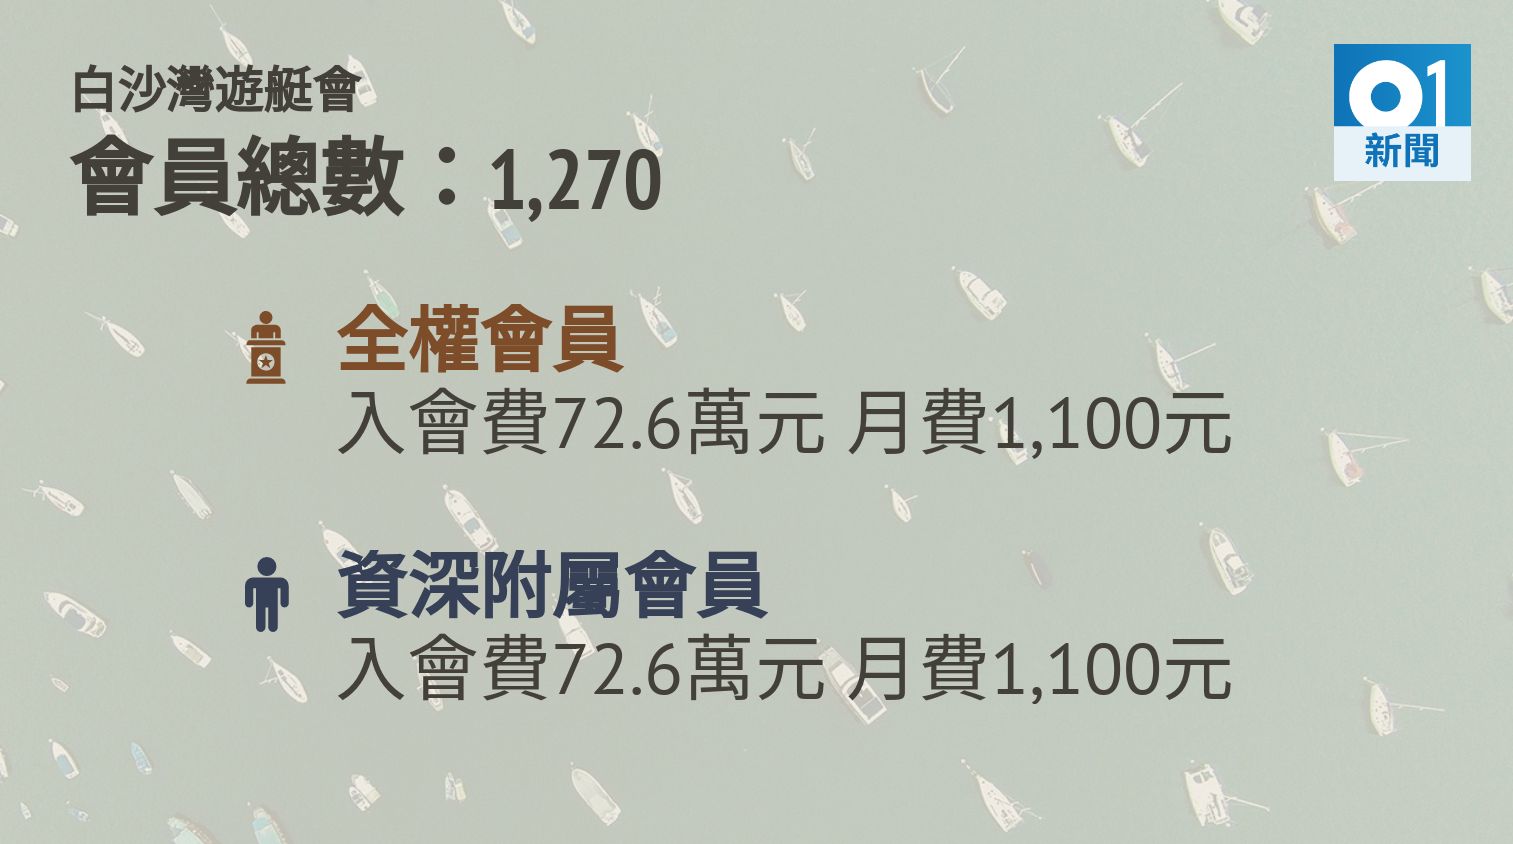 白沙灣遊艇會
會員總數：1,270
01
新聞
全權會員
入會費72.6萬元 月費1,100元
資深附屬會員
入會費72.6萬元 月費1,100元